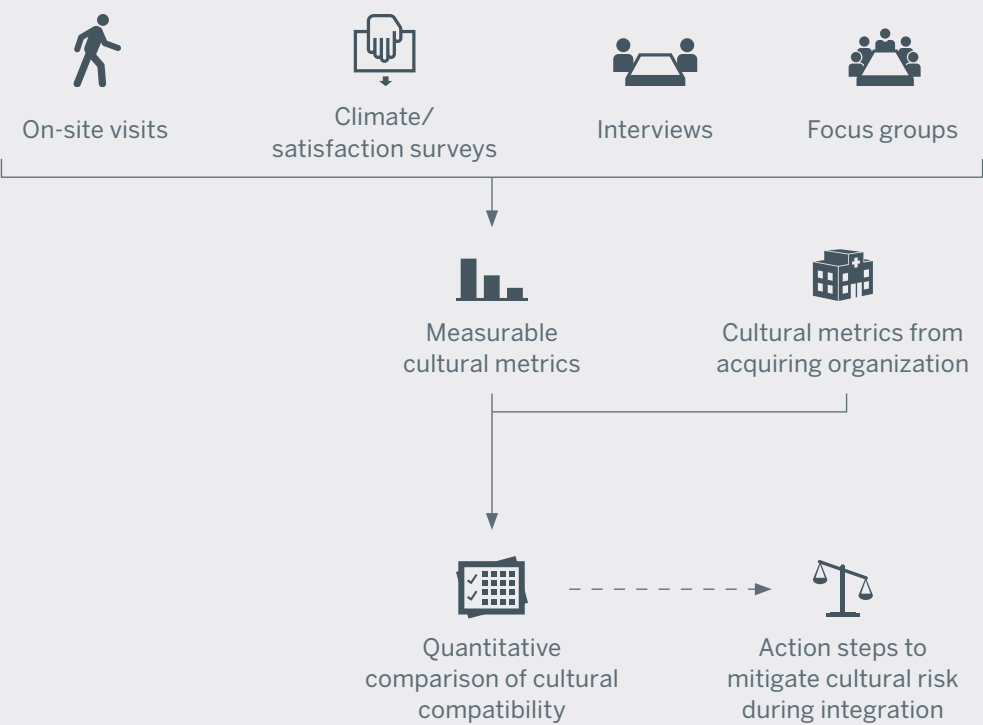 On-site visits
Climate/
satisfaction surveys
Interviews
Focus groups
Measurable
cultural metrics
Cultural metrics from
acquiring organization
Quantitative
comparison of cultural
compatibility
Action steps to
mitigate cultural risk
during integration